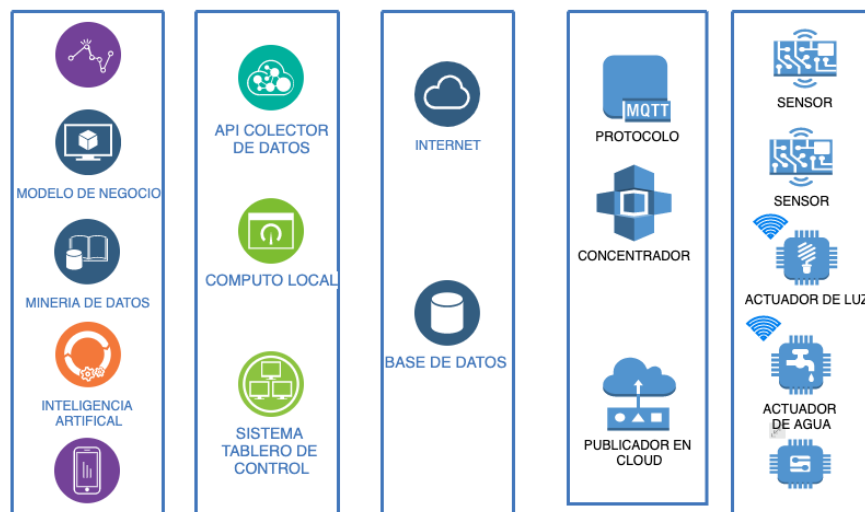 MODELO DE NEGOCIO
MINERIA DE DATOS
INTELIGENCIA
ARTIFICAL
API COLECTOR
DE DATOS
COMPUTO LOCAL
SISTEMA
TABLERO DE
CONTROL
INTERNET
BASE DE DATOS
MQTT
PROTOCOLO
CONCENTRADOR
PUBLICADOR EN
CLOUD
SENSOR
SENSOR
ACTUADOR DE LUZ
ACTUADOR
DE AGUA